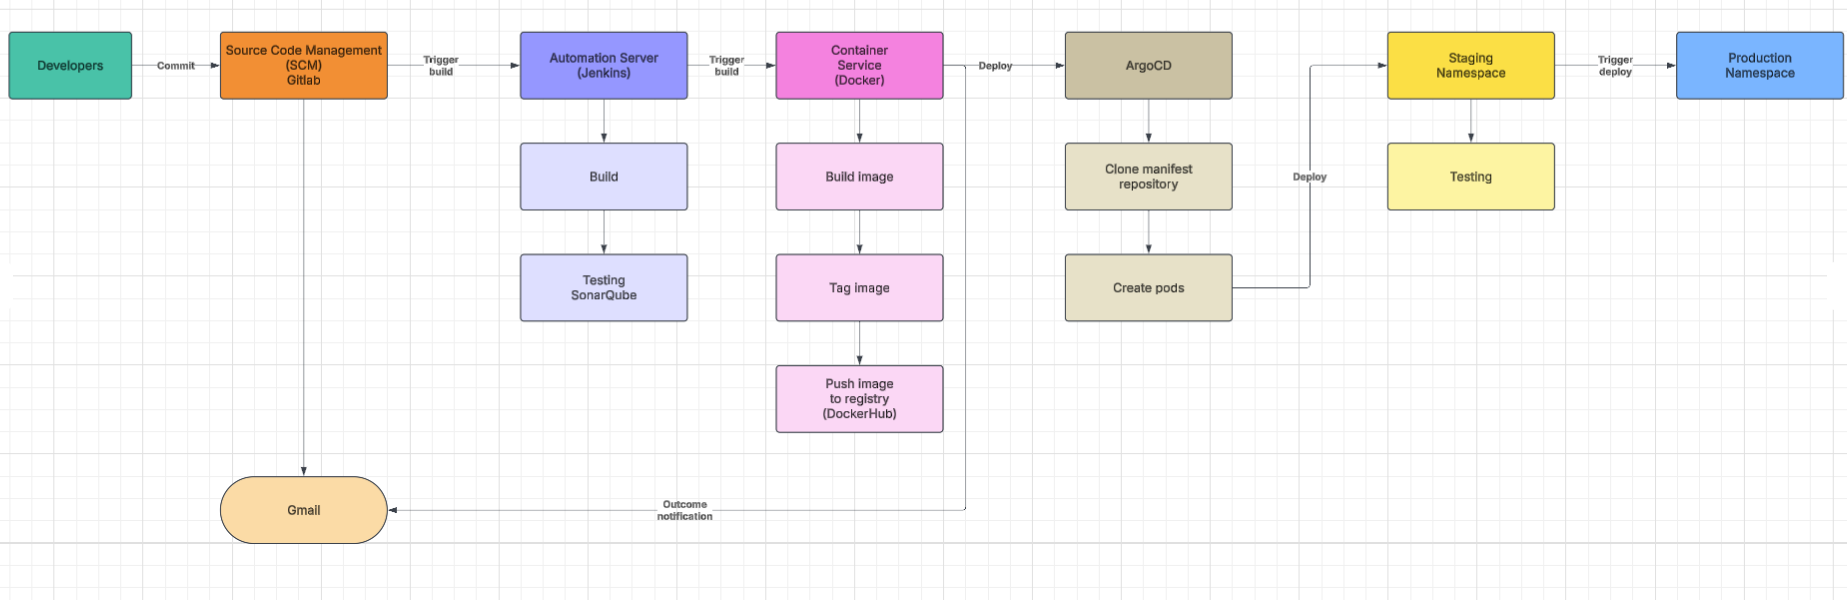 Developers
Commit
Source Code Management
(SCM)
Gitlab
Trigger
build
Automation Server
(Jenkins)
Trigger
build
Container
Service
(Docker)
Deploy
ArgoCD
Staging
Namespace
Trigger
deploy
Production
Namespace
Build
Build image
Clone manifest
repository
Deploy
Testing
Testing
SonarQube
Tag image
Create pods
Push image
to registry
(DockerHub)
Gmail
Outcome
notification